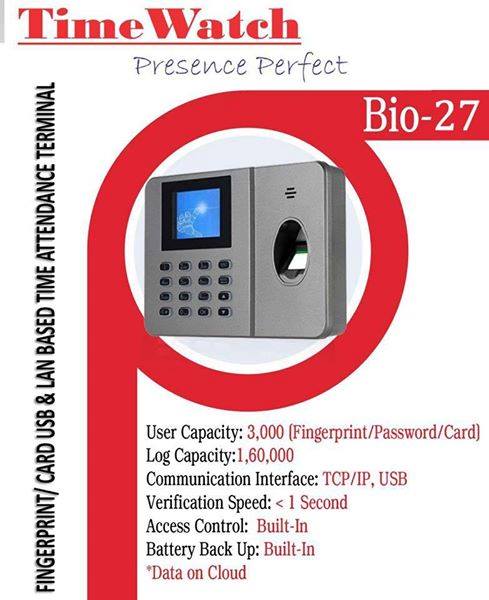 TimeWatch
Presence Perfect
Bio-27
FINGERPRINT/ CARD USB & LAN BASED TIME ATTENDANCE TERMINAL
User Capacity: 3,000 (Fingerprint/Password/Card)
Log Capacity:1,60,000
Communication Interface: TCP/IP, USB
Verification Speed: < 1 Second
Access Control: Built-In
Battery Back Up: Built-In
*Data on Cloud